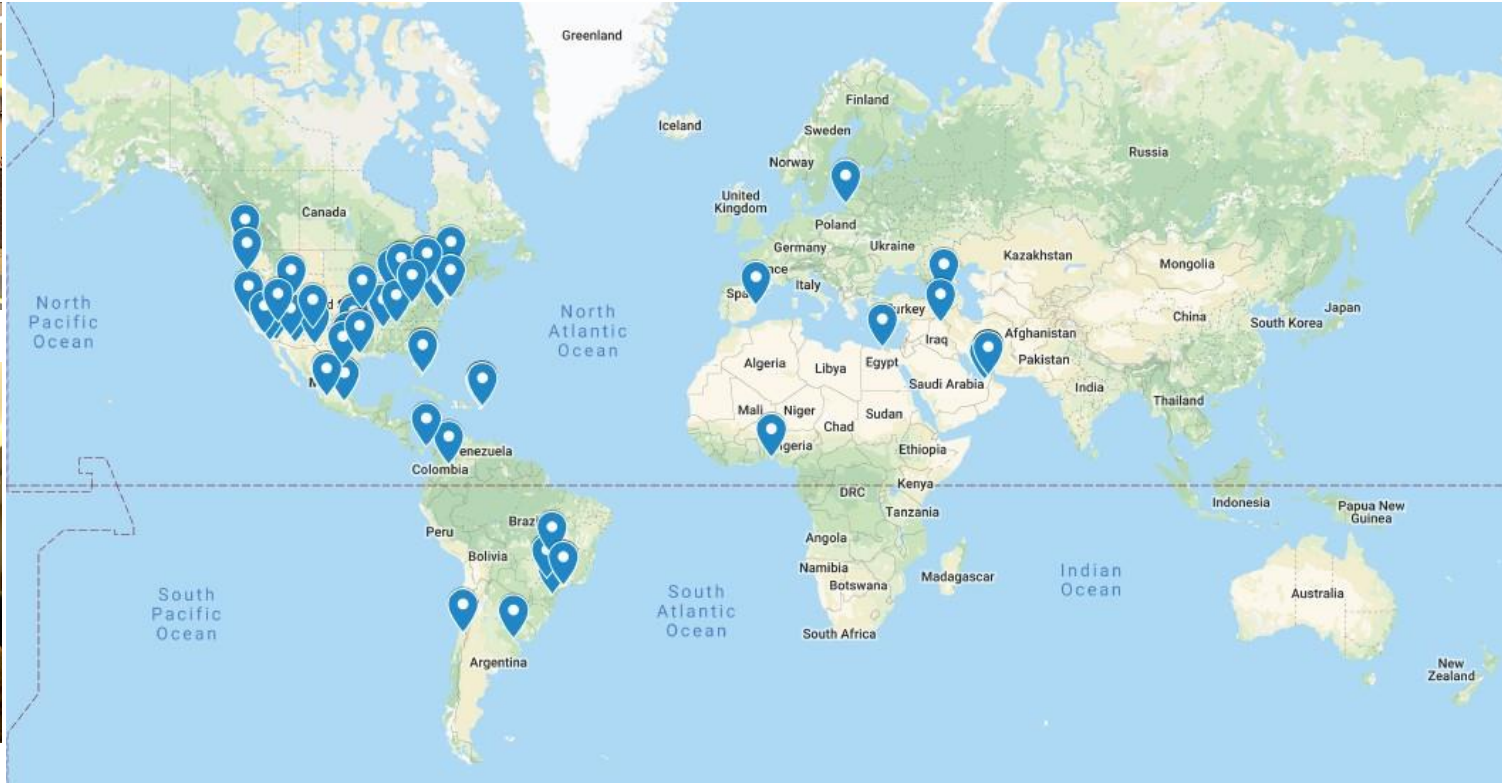 Greenland
Finland
Iceland
Sweden
Norway
Russia
United
Kingdom
Canada
Poland
Germany
Ukraine
Kazakhstan
Mongolia
Italy
North
Pacific
Ocean
North
Atlantic
Ocean
Japan
China
South Korea
Afghanistan
Iraq
Pakistan
Algeria
Libya
Egypt
Saudi Arabia
India
Thailand
Mali
Niger
Chad
Sudan
Ethiopia
Colombia
Kenya
DRC
Tanzania
Indonesia
Papua New
Guinea
Peru
Angola
Bolivia
Namibia
Botswana
Madagascar
Indian
Ocean
South
Pacific
Ocean
South
Atlantic
Ocean
Australia
South Africa
Argentina
New
Zealand